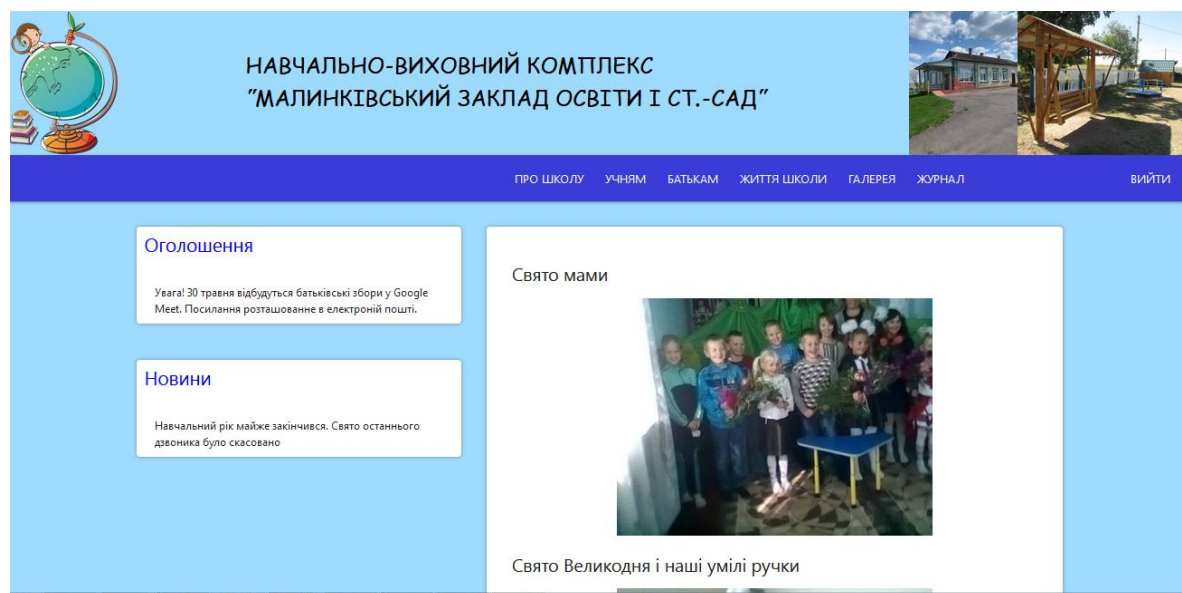 НАВЧАЛЬНО-ВИХОВНИЙ КОМПЛЕКС
"МАЛИНКІВСЬКИЙ ЗАКЛАД ОСВІТИ І СТ.-САД"
ПРО ШКОЛУ УЧНЯМ БАТЬКАМ ЖИТТЯ ШКОЛИ ГАЛЕРЕЯ ЖУРНАЛ ВИЙТИ
Оголошення
Увага! 30 травня відбудуться батьківські збори у Google
Meet. Посилання розташованне в електроній пошті.
Новини
Навчальний рік майже закінчився. Свято останнього
дзвоника було скасовано
Свято мами
Свято Великодня і наші умілі ручки